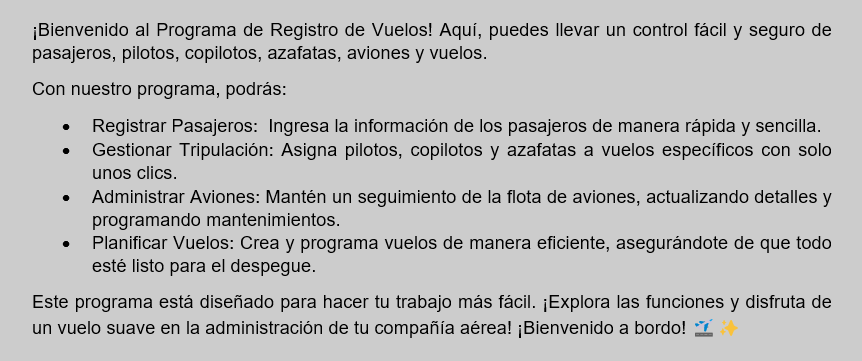 ¡Bienvenido al Programa de Registro de Vuelos! Aquí, puedes llevar un control fácil y seguro de
pasajeros, pilotos, copilotos, azafatas, aviones y vuelos.
Con nuestro programa, podrás:
• Registrar Pasajeros:  Ingresa la información de los pasajeros de manera rápida y sencilla.
• Gestionar Tripulación: Asigna pilotos, copilotos y azafatas a vuelos específicos con solo
unos clics.
• Administrar Aviones: Mantén un seguimiento de la flota de aviones, actualizando detalles y
programando mantenimientos.
• Planificar Vuelos: Crea y programa vuelos de manera eficiente, asegurándote de que todo
esté listo para el despegue.
Este programa está diseñado para hacer tu trabajo más fácil. ¡Explora las funciones y disfruta de
un vuelo suave en la administración de tu compañía aérea! ¡Bienvenido a bordo! 🛫✨